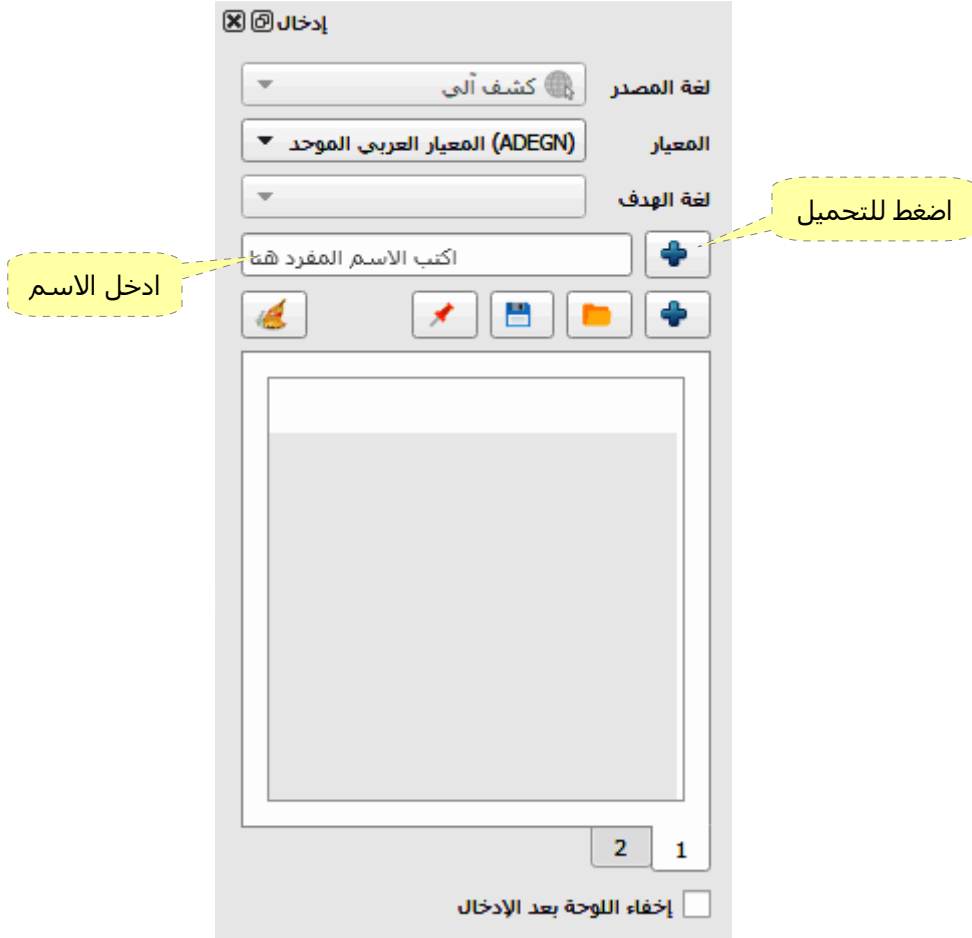 إدخال
لغة المصدر
كشف آلي
المعيار
(ADEGN) المعيار العربي الموحد
لغة الهدف
اضغط للتحميل
اكتب الاسم المفرد هنا
ادخل الاسم
1
2
إخفاء اللوحة بعد الإدخال